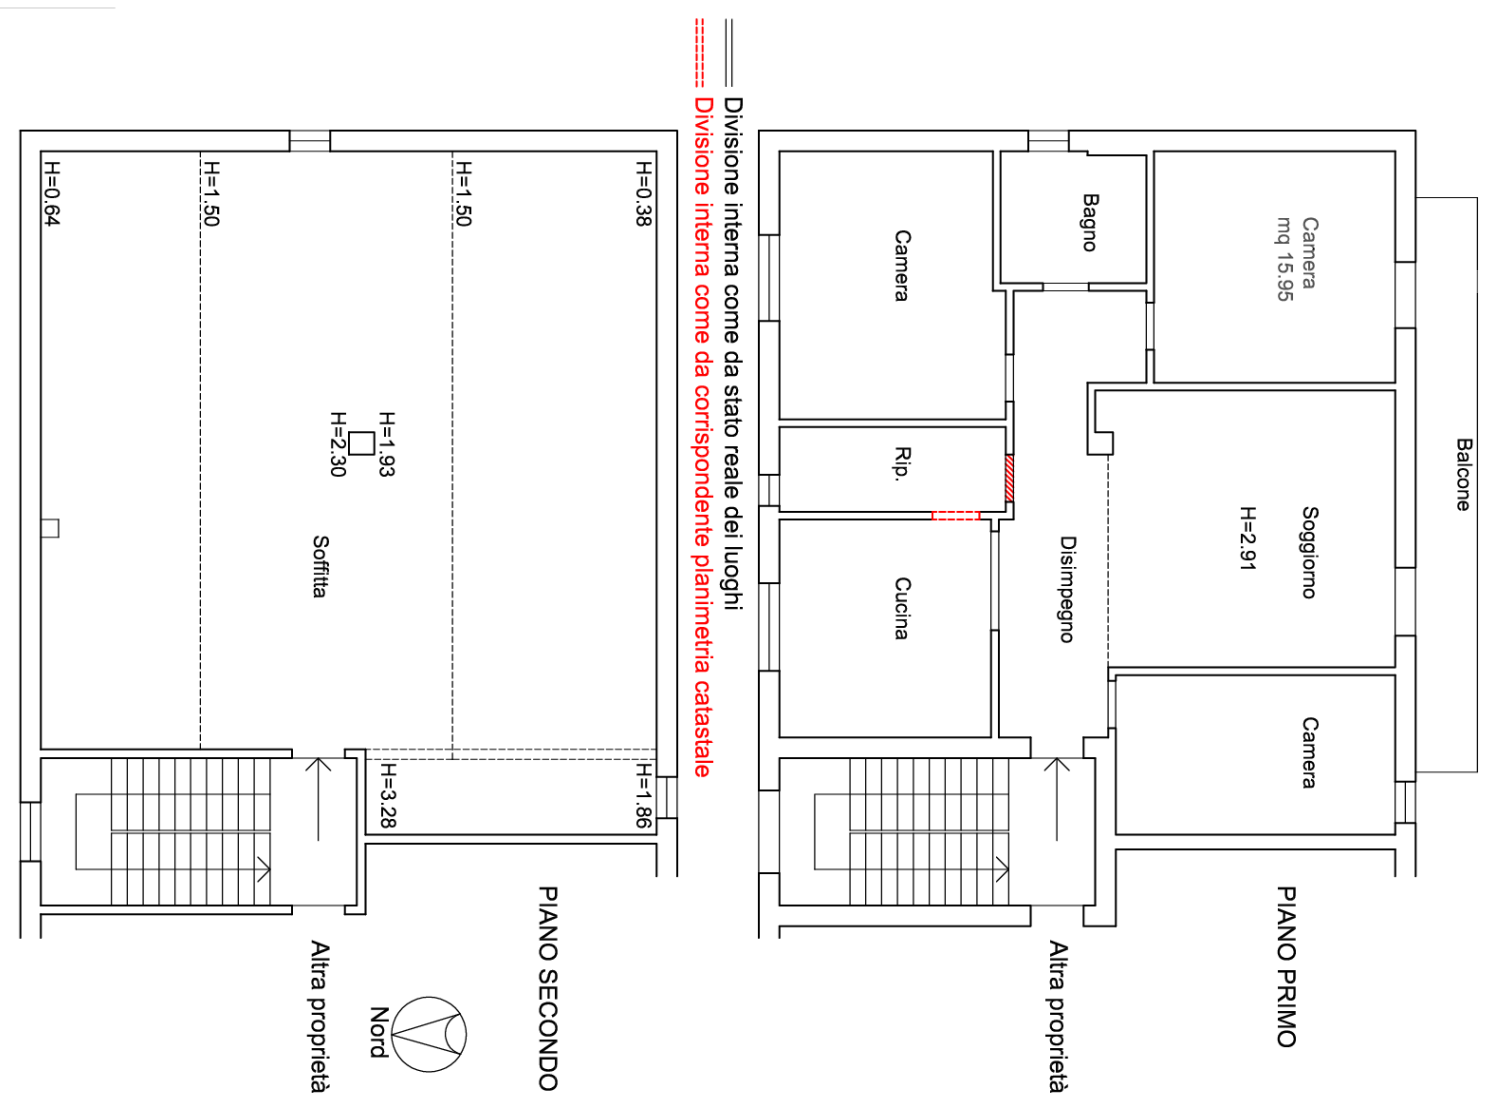 Balcone
Camera
mq 15.95
Soggiorno
H=2.91
Camera
PIANO PRIMO
Bagno
Disimpegno
Altra proprietà
Camera
Rip.
Cucina
Divisione interna come da stato reale dei luoghi
Divisione interna come da corrispondente planimetria catastale
H=0.38
H=1.86
PIANO SECONDO
H=1.50
H=1.93
H=3.28
H=2.30
Nord
Soffitta
Altra proprietà
H=1.50
H=0.64